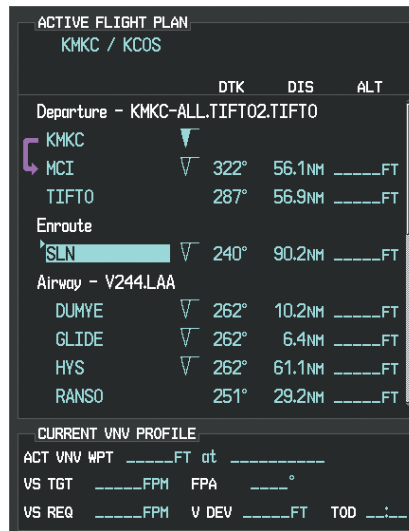 ACTIVE FLIGHT PLAN
KMKC / KCOS
DTK DIS ALT
Departure – KMKC-ALL.TIFTO2.TIFTO
KMKC
MCI 322° 56.1NM _____FT
TIFTO 287° 56.9NM _____FT
Enroute
SLN 240° 90.2NM _____FT
Airway – V244.LAA
DUMYE 262° 10.2NM _____FT
GLIDE 262° 6.4NM _____FT
HYS 262° 61.1NM _____FT
RANSO 251° 29.2NM _____FT
CURRENT VNV PROFILE
ACT VNV WPT _____FT at __________
VS TGT _____FPM FPA ____°
VS REQ _____FPM V DEV _____FT TOD __:__